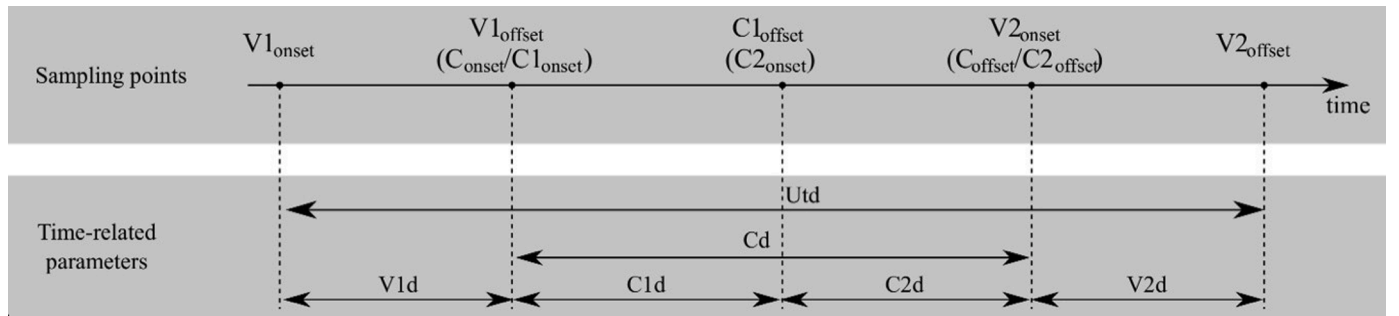 V1onset
V1offset
(Conset/C1onset)
C1offset
(C2onset)
V2onset
(Coffset/C2offset)
V2offset
Sampling points
time
Utd
Time-related
parameters
Cd
V1d
C1d
C2d
V2d